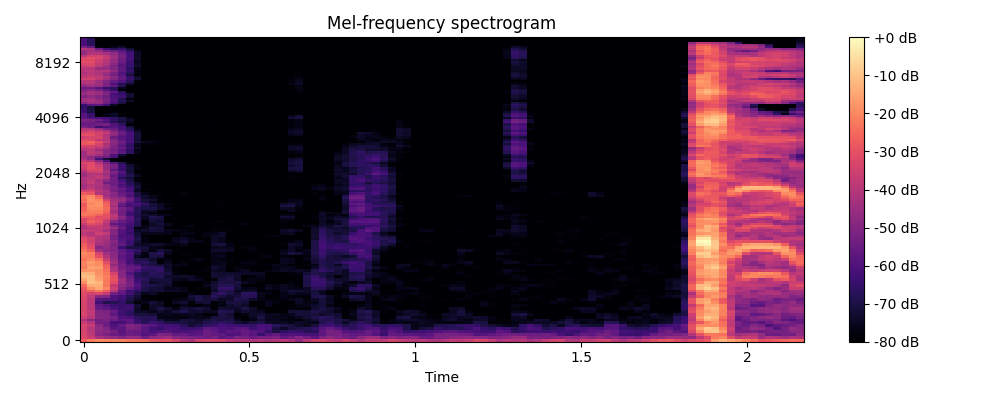 Mel-frequency spectrogram
8192
4096
2048
1024
512
0
Hz
0
0.5
1
1.5
2
Time
+0 dB
-10 dB
-20 dB
-30 dB
-40 dB
-50 dB
-60 dB
-70 dB
-80 dB